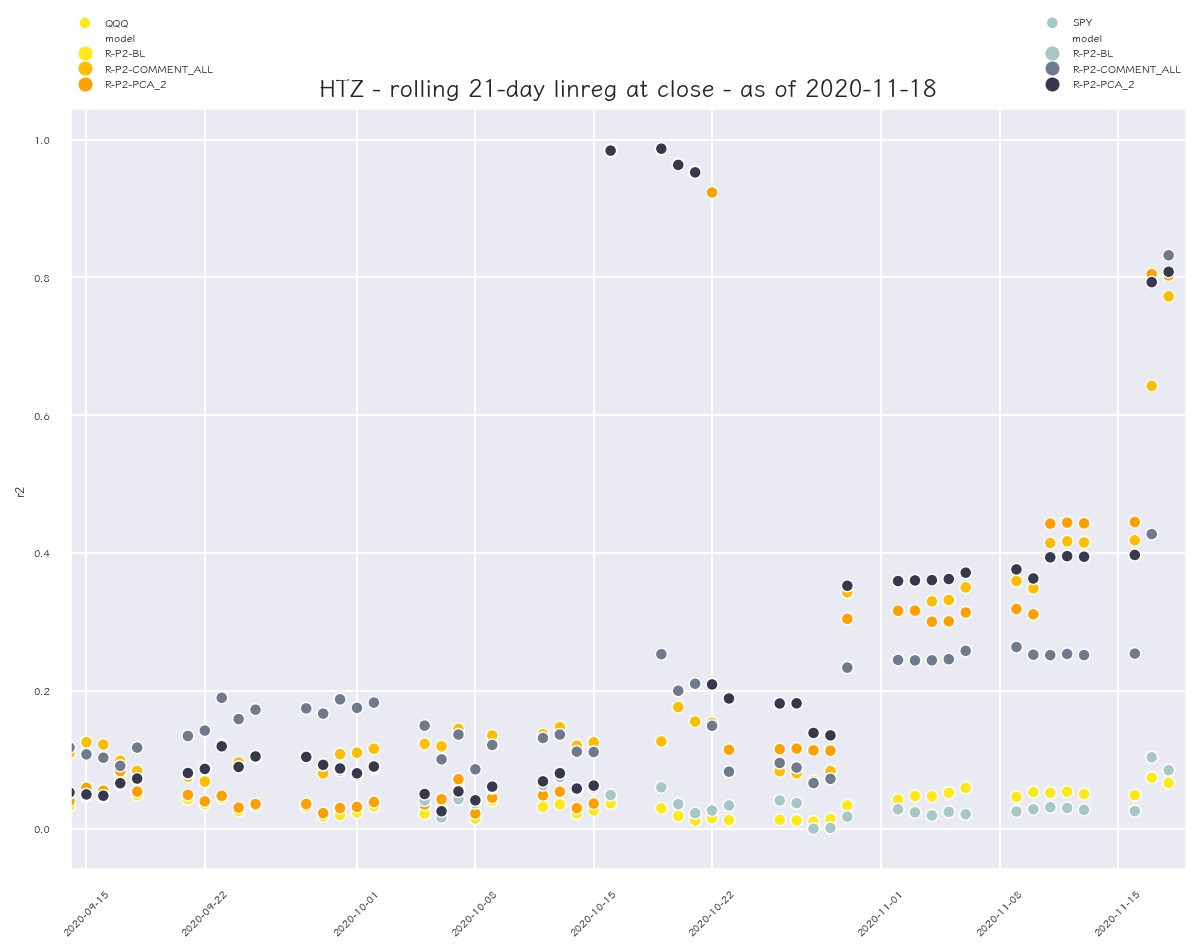 QQQ
model
R-P2-BL
R-P2-COMMENT_ALL
R-P2-PCA_2
SPY
model
R-P2-BL
R-P2-COMMENT_ALL
R-P2-PCA_2
HTZ - rolling 21-day linreg at close - as of 2020-11-18
1.0
0.8
0.6
r2
0.4
0.2
0.0
2020-09-15
2020-09-22
2020-10-01
2020-10-08
2020-10-15
2020-10-22
2020-11-01
2020-11-08
2020-11-15